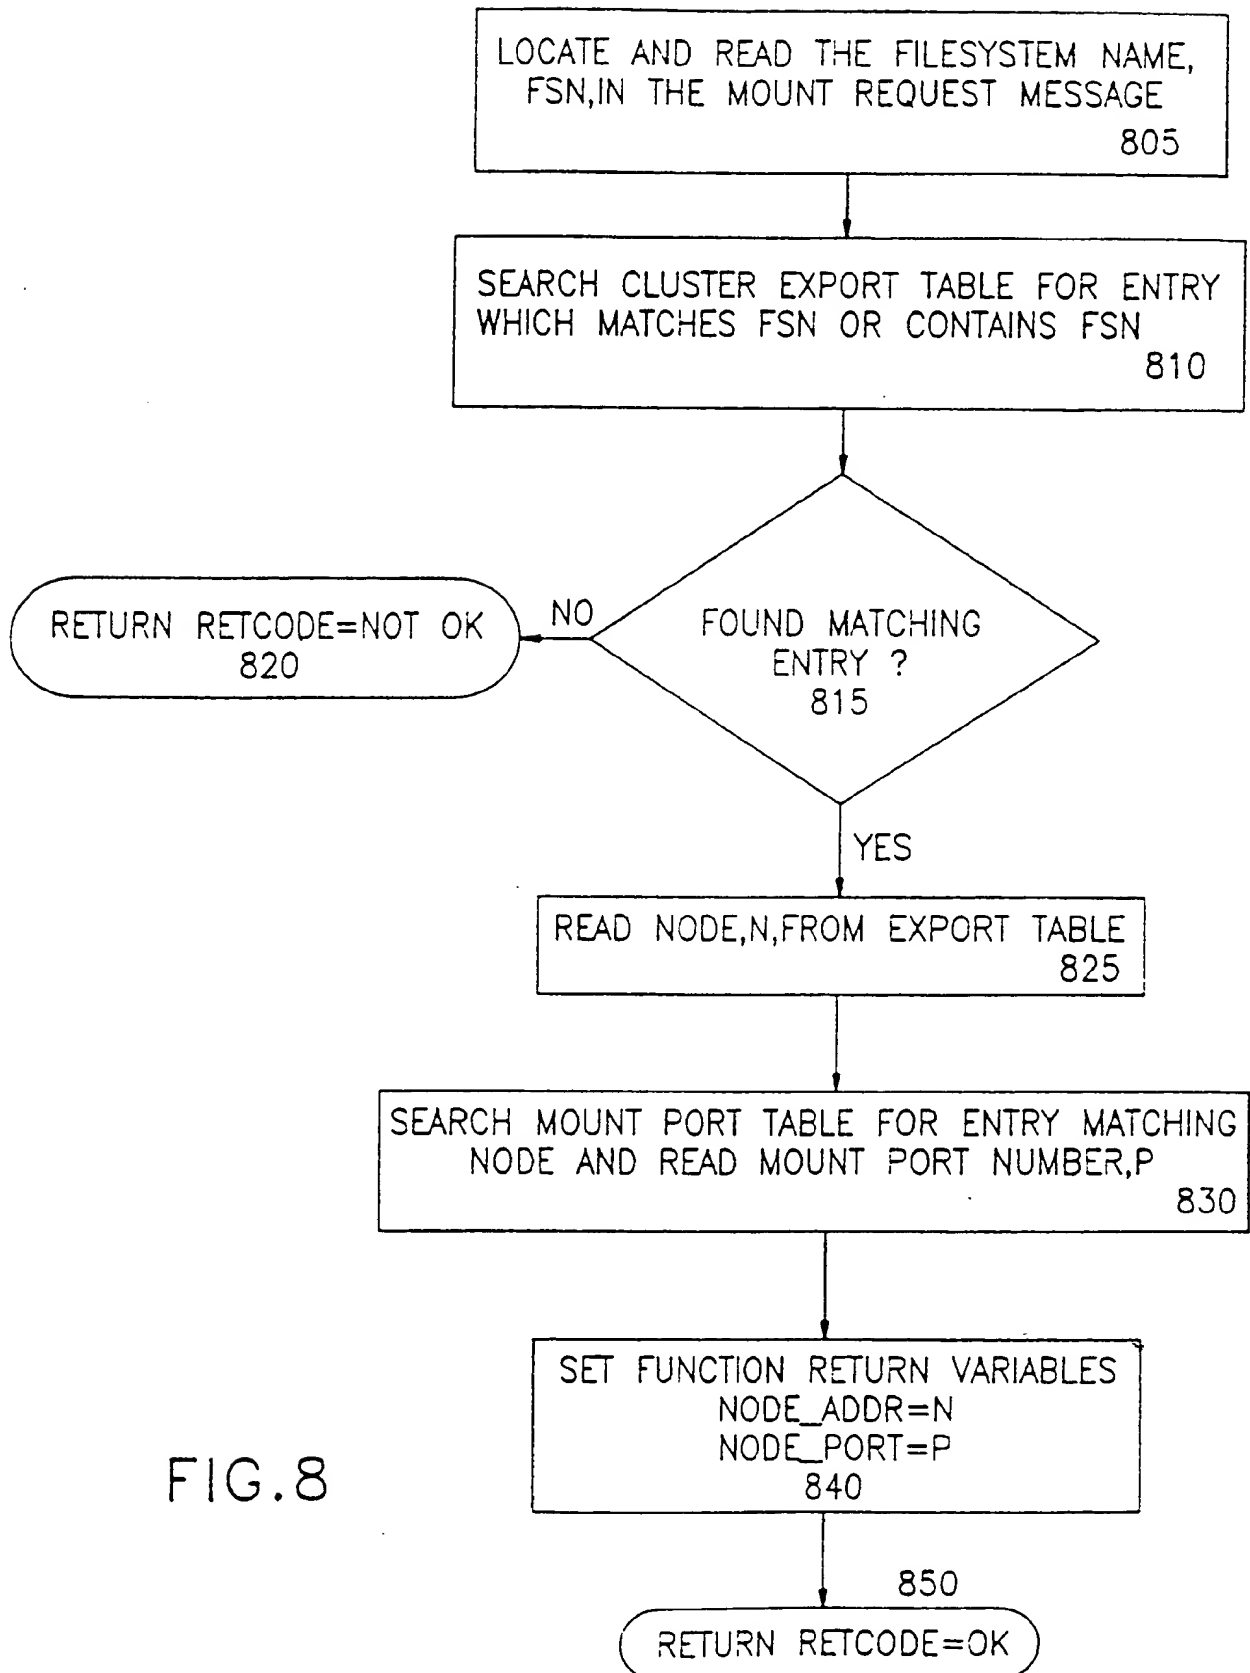 LOCATE AND READ THE FILESYSTEM NAME,
FSN,IN THE MOUNT REQUEST MESSAGE
805
SEARCH CLUSTER EXPORT TABLE FOR ENTRY
WHICH MATCHES FSN OR CONTAINS FSN
810
FOUND MATCHING
ENTRY ?
815
NO
RETURN RETCODE=NOT OK
820
YES
READ NODE,N,FROM EXPORT TABLE
825
SEARCH MOUNT PORT TABLE FOR ENTRY MATCHING
NODE AND READ MOUNT PORT NUMBER,P
830
SET FUNCTION RETURN VARIABLES
NODE_ADDR=N
NODE_PORT=P
840
850
RETURN RETCODE=OK
FIG.8